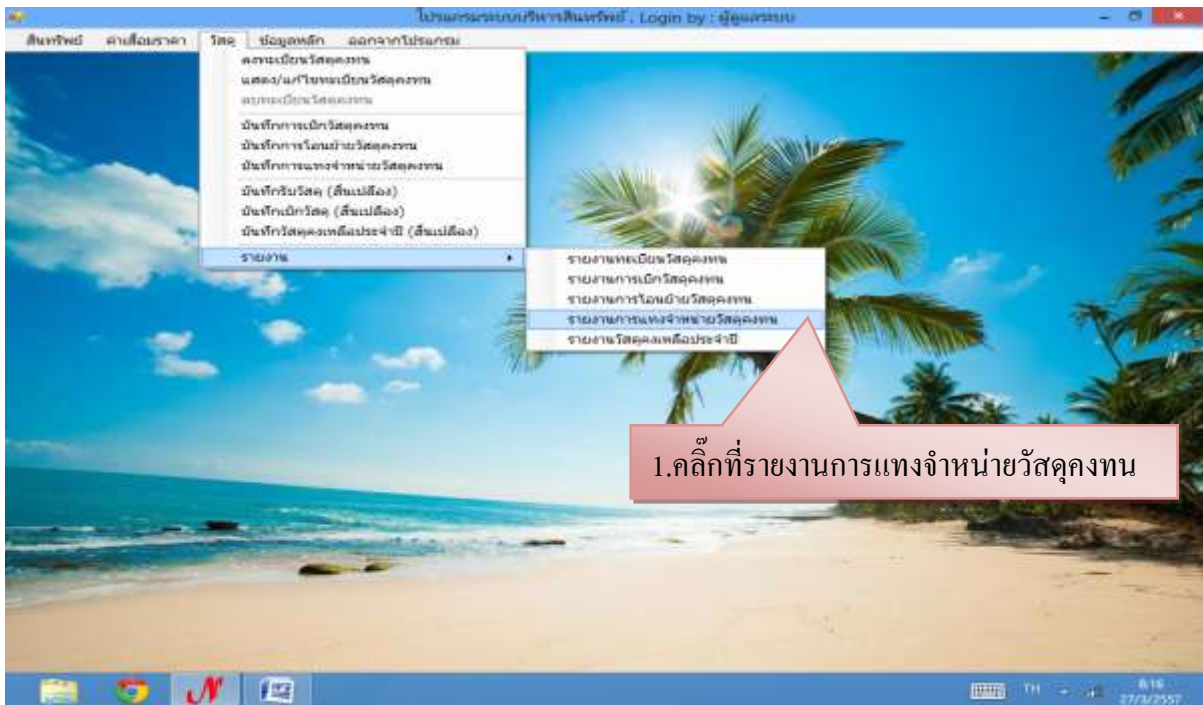 โปรแกรมระบบบริหารสินทรัพย์ . Login by : ผู้ดูแลระบบ
สินทรัพย์ ค่าเสื่อมราคา วัสดุ ข้อมูลหลัก ออกจากโปรแกรม
ลงทะเบียนวัสดุคงทน
แสดง/แก้ไขทะเบียนวัสดุคงทน
ลบทะเบียนวัสดุคงทน
บันทึกการเบิกวัสดุคงทน
บันทึกการโอนย้ายวัสดุคงทน
บันทึกการแทงจำหน่ายวัสดุคงทน
บันทึกรับวัสดุ (สิ้นเปลือง)
บันทึกเบิกวัสดุ (สิ้นเปลือง)
บันทึกวัสดุคงเหลือประจำปี (สิ้นเปลือง)
รายงาน
รายงานทะเบียนวัสดุคงทน
รายงานการเบิกวัสดุคงทน
รายงานการโอนย้ายวัสดุคงทน
รายงานการแทงจำหน่ายวัสดุคงทน
รายงานวัสดุคงเหลือประจำปี
1.คลิ๊กที่รายงานการแทงจำหน่ายวัสดุคงทน
TH 8:16
27/3/2557